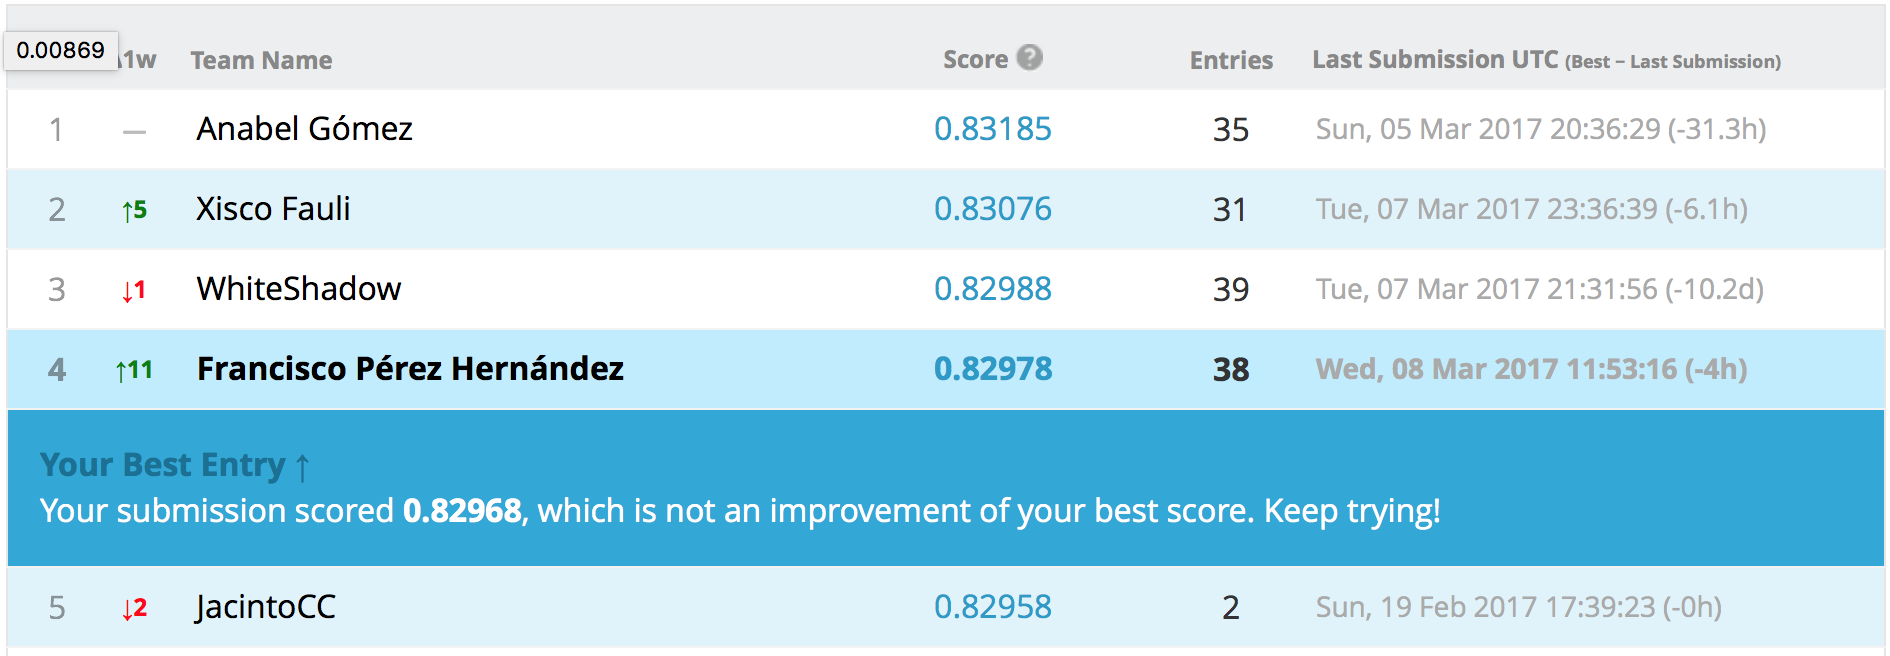 0.00869
1w Team Name Score ? Entries Last Submission UTC (Best − Last Submission)
1 — Anabel Gómez 0.83185 35 Sun, 05 Mar 2017 20:36:29 (-31.3h)
2 ↑5 Xisco Fauli 0.83076 31 Tue, 07 Mar 2017 23:36:39 (-6.1h)
3 ↓1 WhiteShadow 0.82988 39 Tue, 07 Mar 2017 21:31:56 (-10.2d)
4 ↑11 Francisco Pérez Hernández 0.82978 38 Wed, 08 Mar 2017 11:53:16 (-4h)
Your Best Entry ↑
Your submission scored 0.82968, which is not an improvement of your best score. Keep trying!
5 ↓2 JacintoCC 0.82958 2 Sun, 19 Feb 2017 17:39:23 (-0h)